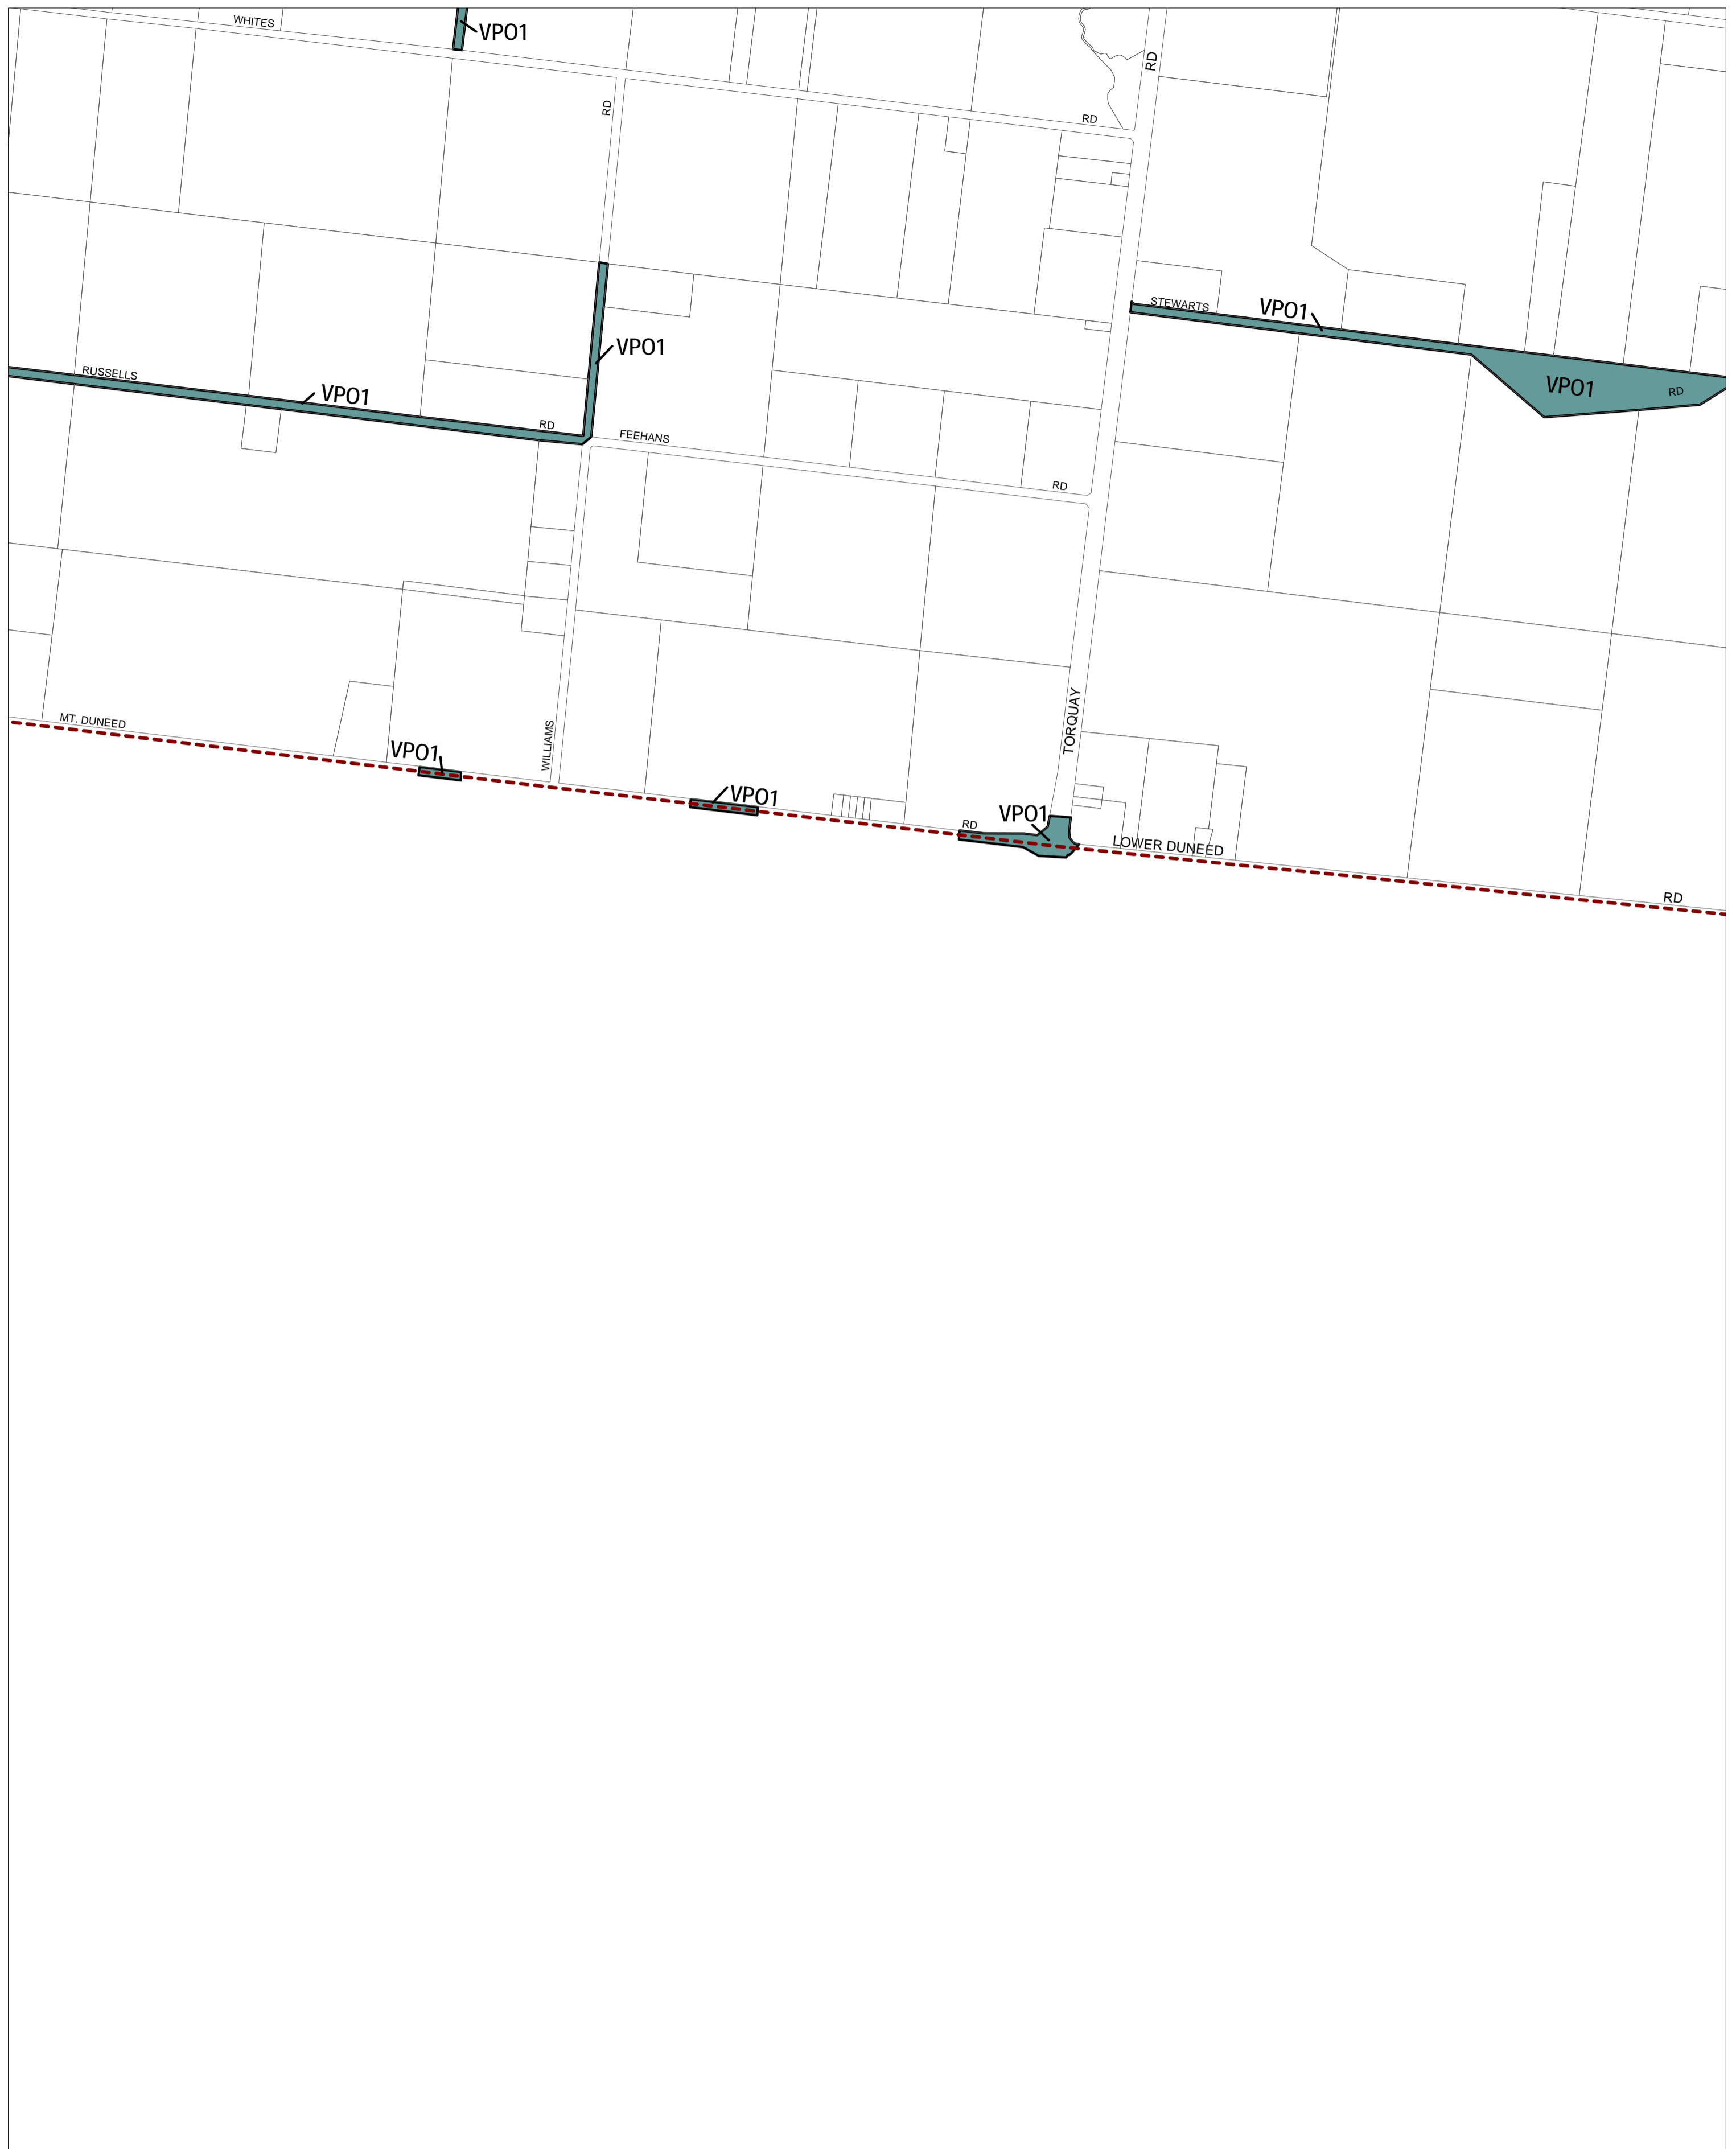 WHITES
VPO1
RD
RD
RD
STEWARTS
VPO1
VPO1
RUSSELLS
VPO1
VPO1
RD
RD
FEEHANS
RD
TORQUAY
MT. DUNEED
WILLIAMS
VPO1
VPO1
VPO1
RD
LOWER DUNEED
RD